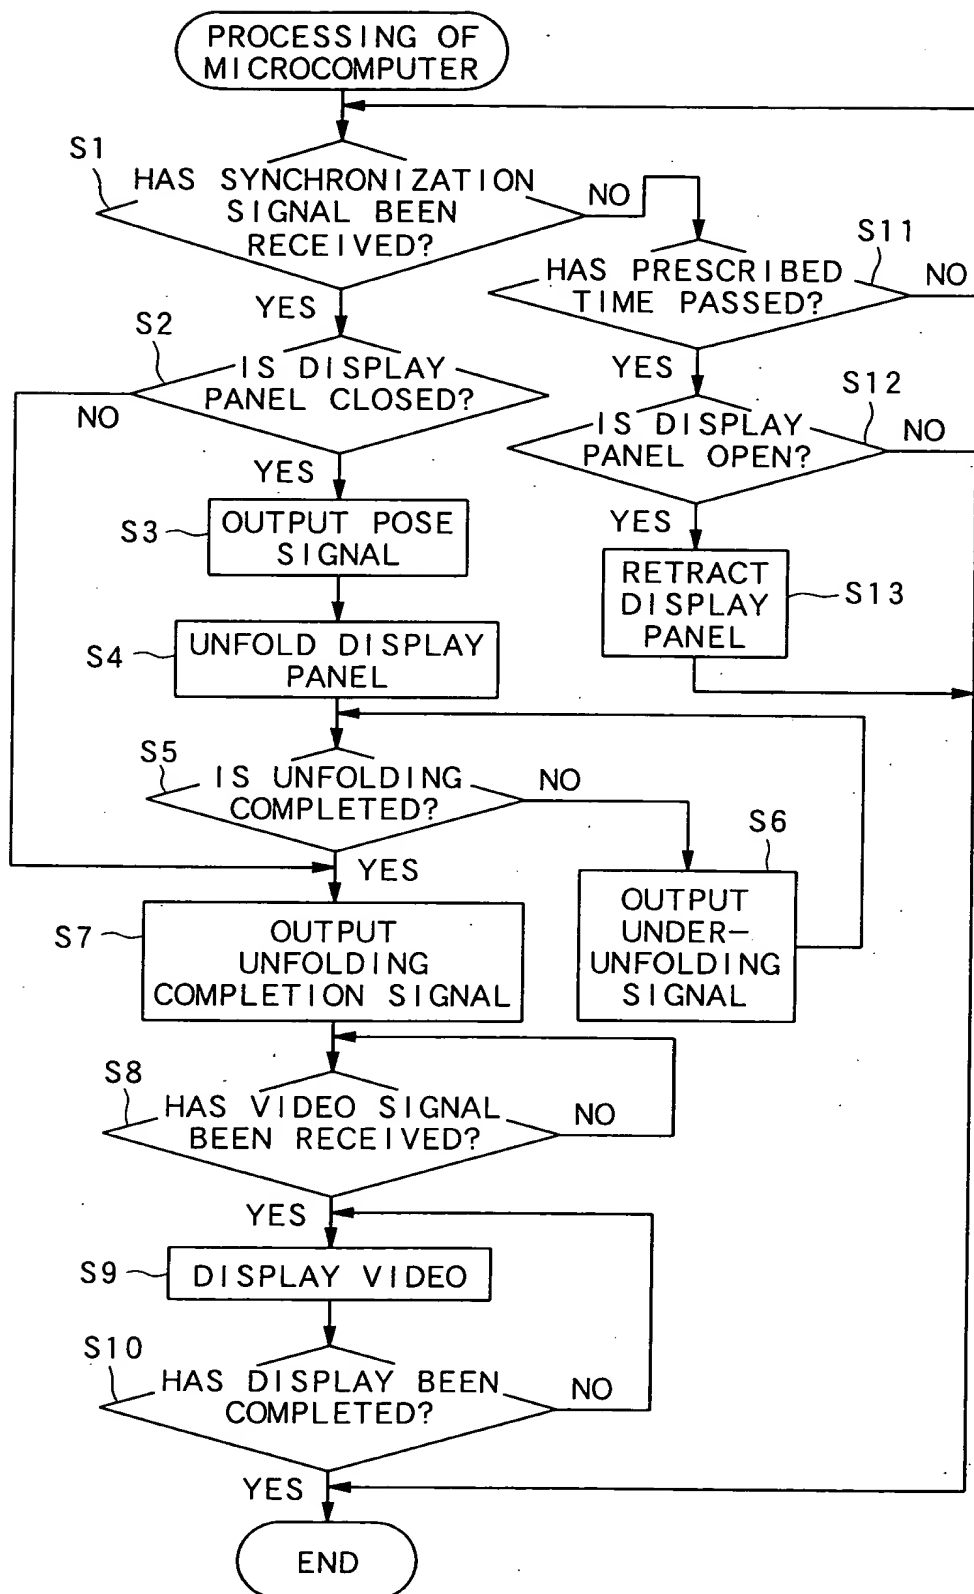 PROCESSING OF
MICROCOMPUTER
S1
HAS SYNCHRONIZATION
SIGNAL BEEN
RECEIVED?
NO
YES
S11
HAS PRESCRIBED
TIME PASSED?
NO
YES
S2
IS DISPLAY
PANEL CLOSED?
NO
YES
S12
IS DISPLAY
PANEL OPEN?
NO
YES
S3
OUTPUT POSE
SIGNAL
S13
RETRACT
DISPLAY
PANEL
S4
UNFOLD DISPLAY
PANEL
S5
IS UNFOLDING
COMPLETED?
NO
YES
S6
OUTPUT
UNDER-
UNFOLDING
SIGNAL
S7
OUTPUT
UNFOLDING
COMPLETION SIGNAL
S8
HAS VIDEO SIGNAL
BEEN RECEIVED?
NO
YES
S9
DISPLAY VIDEO
S10
HAS DISPLAY BEEN
COMPLETED?
NO
YES
END